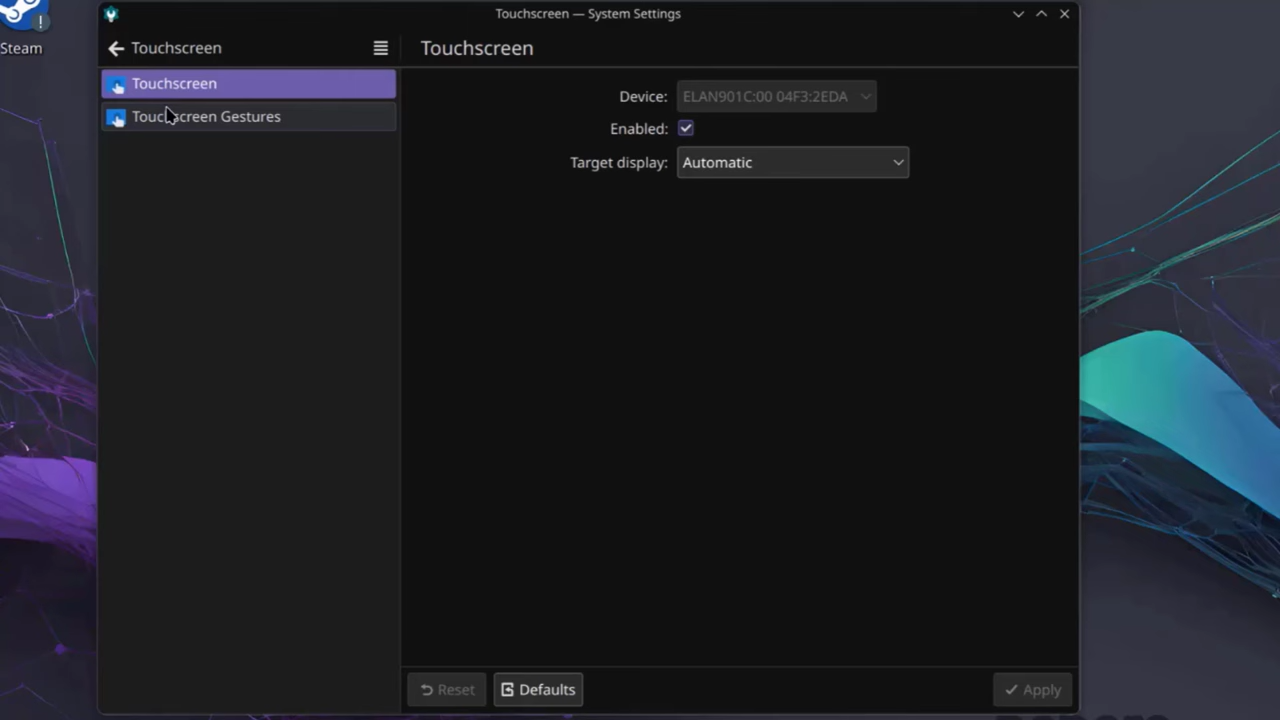 Touchscreen — System Settings
Steam
Touchscreen
Touchscreen
Touchscreen
Touchscreen Gestures
Device: ELAN901C:00 04F3:2EDA
Enabled:
Target display: Automatic
Reset
Defaults
Apply